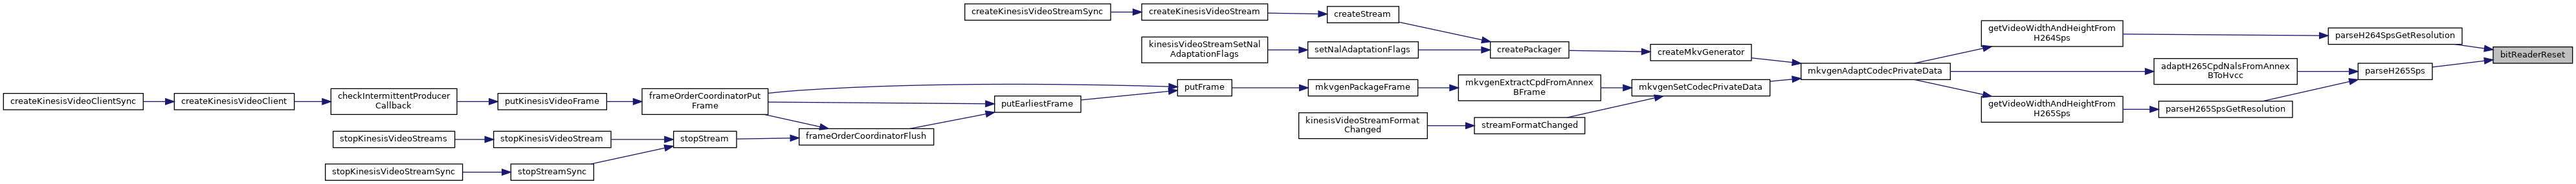 createKinesisVideoStreamSync
createKinesisVideoStream
createStream
kinesisVideoStreamSetNal
AdaptationFlags
setNalAdaptationFlags
createPackager
createMkvGenerator
getVideoWidthAndHeightFrom
H264Sps
parseH264SpsGetResolution
bitReaderReset
mkvgenAdaptCodecPrivateData
adaptH265CpdNalsFromAnnex
BToHvcc
parseH265Sps
getVideoWidthAndHeightFrom
H265Sps
parseH265SpsGetResolution
createKinesisVideoClientSync
createKinesisVideoClient
checkIntermittentProducer
Callback
putKinesisVideoFrame
frameOrderCoordinatorPut
Frame
putEarliestFrame
putFrame
mkvgenPackageFrame
mkvgenExtractCpdFromAnnex
BFrame
mkvgenSetCodecPrivateData
kinesisVideoStreamFormat
Changed
streamFormatChanged
stopKinesisVideoStreams
stopKinesisVideoStream
stopStream
frameOrderCoordinatorFlush
stopKinesisVideoStreamSync
stopStreamSync